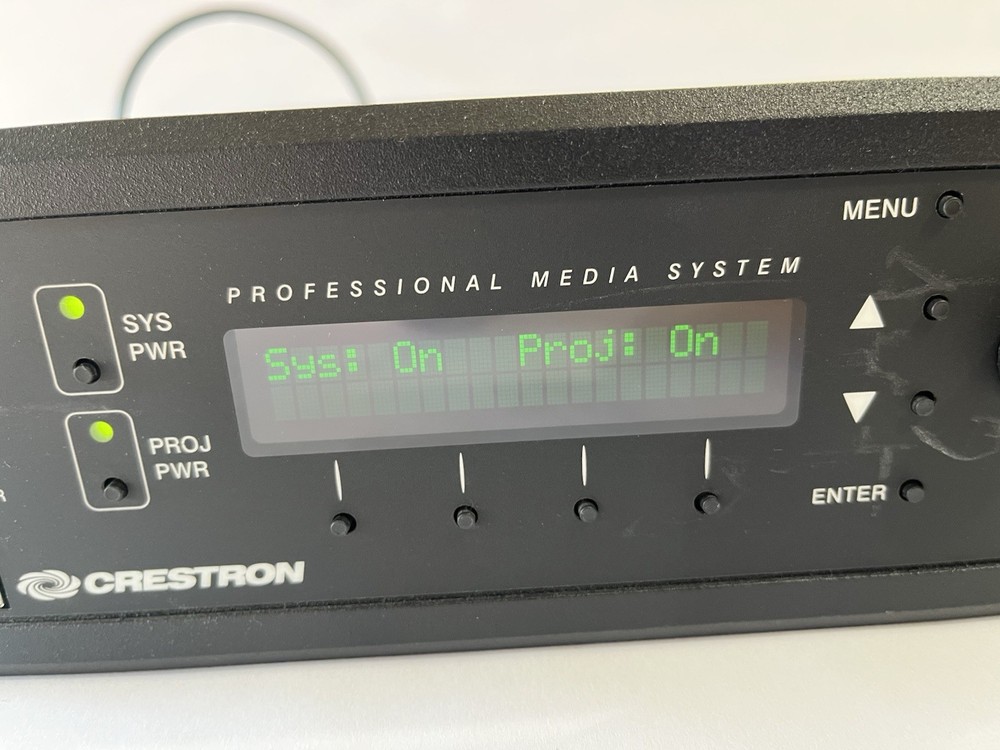 MENU
PROFESSIONAL MEDIA SYSTEM
SYS
PWR
Sys: On Proj: On
PROJ
PWR
ENTER
CRESTRON